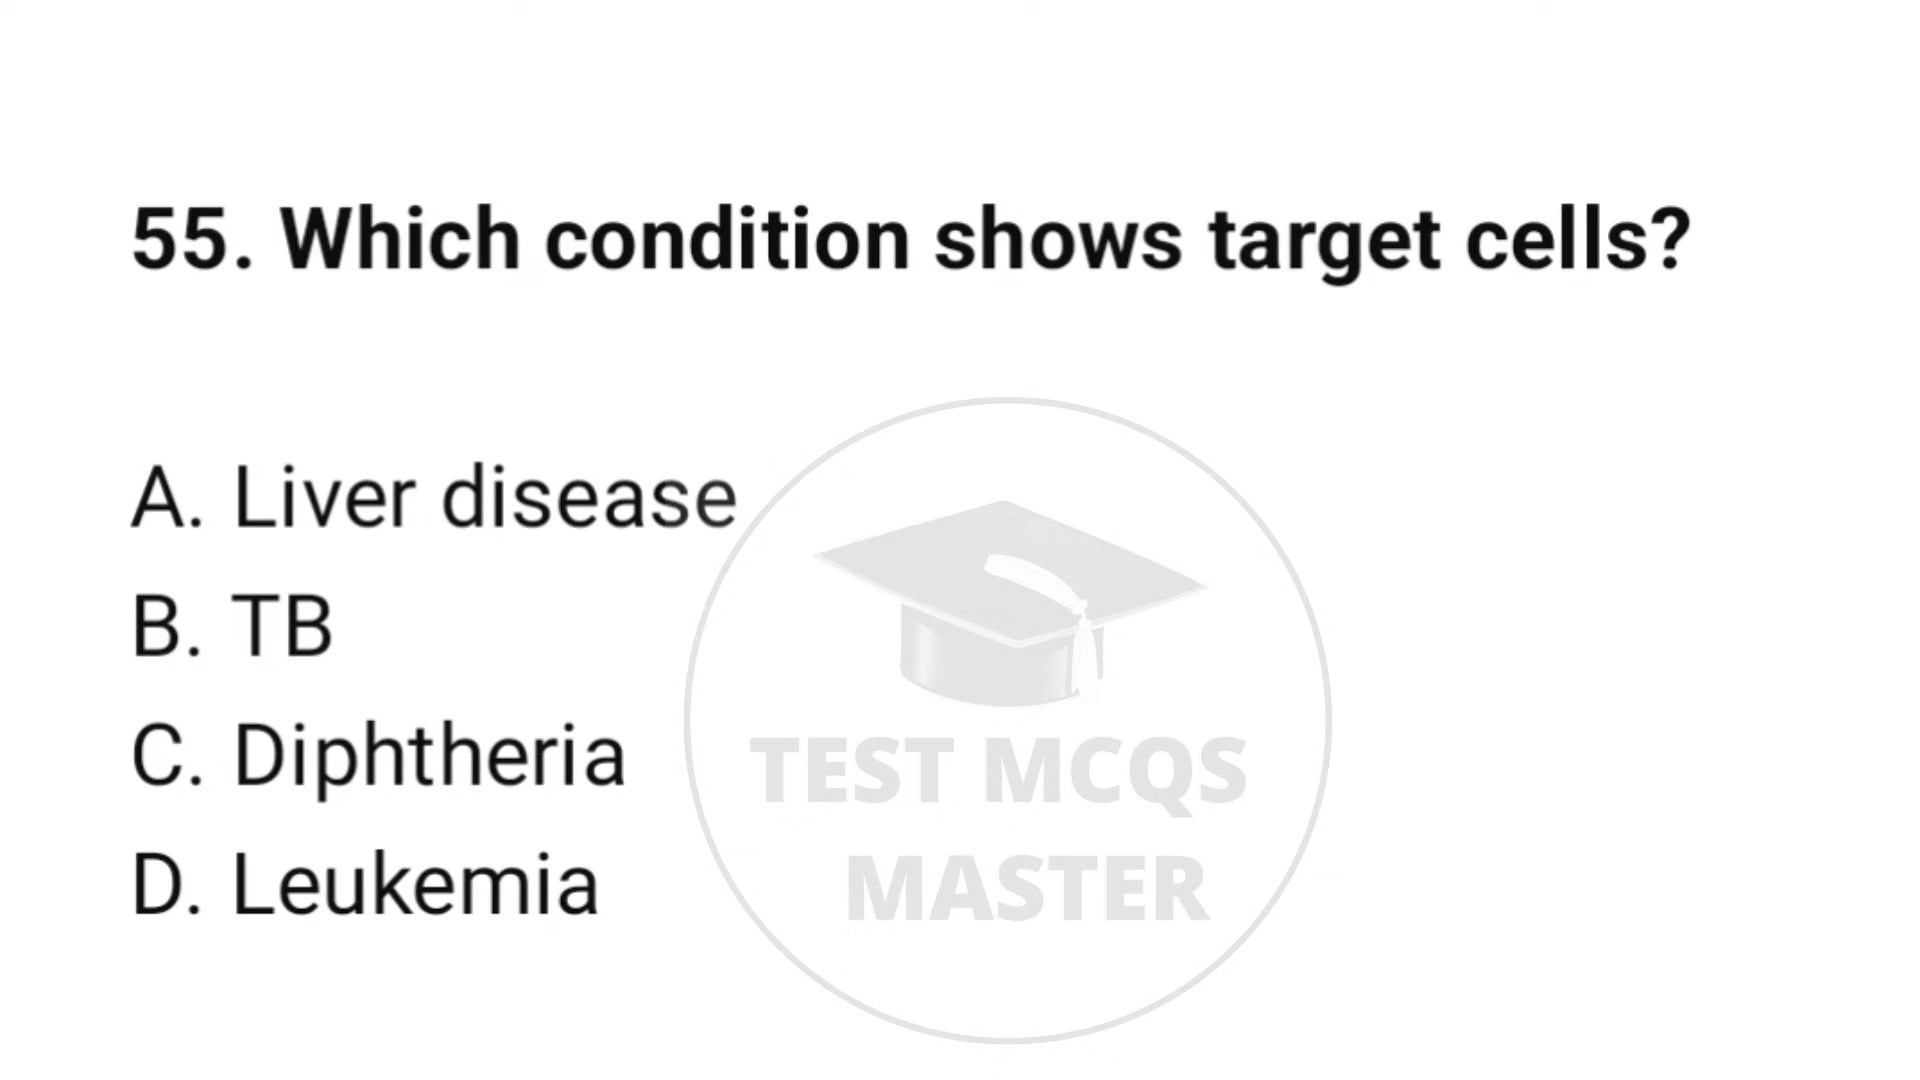 55. Which condition shows target cells?
A. Liver disease
B. TB
C. Diphtheria
D. Leukemia
TEST MCQS
MASTER